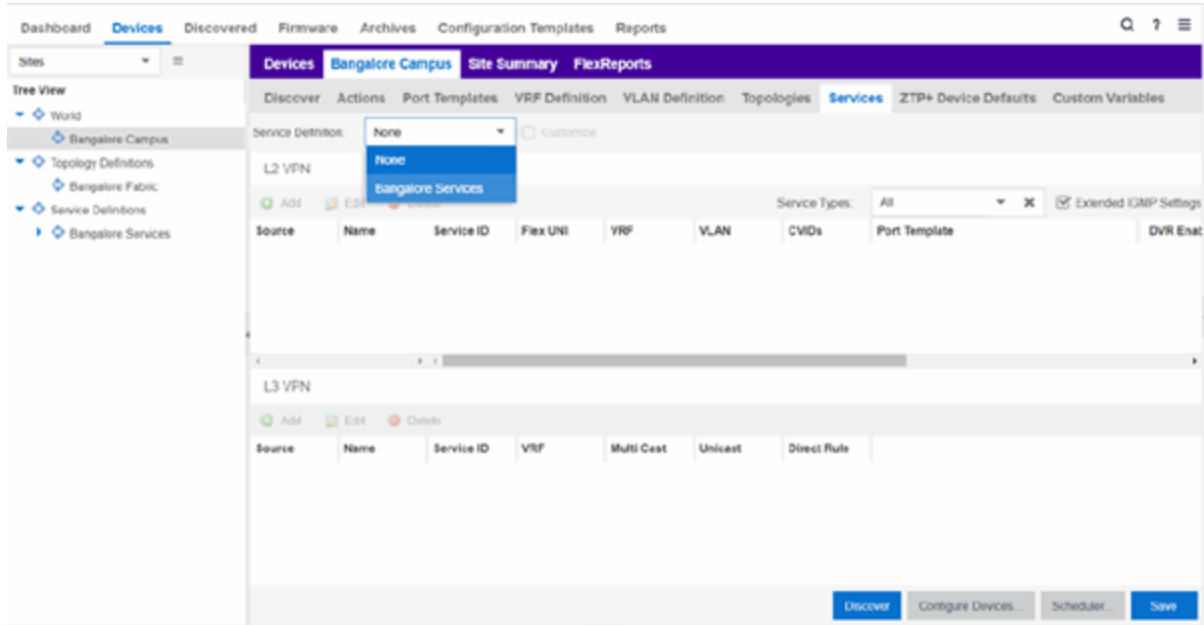 Dashboard Devices Discovered Firmware Archives Configuration Templates Reports ?
Sites
Tree View
World
Bangalore Campus
Topology Definitions
Bangalore Fabric
Service Definitions
Bangalore Services
Devices Bangalore Campus Site Summary FlexReports
Discover Actions Port Templates VRF Definition VLAN Definition Topologies Services ZTP+ Device Defaults Custom Variables
Service Definition: None Customize
None
Bangalore Services
L2 VPN
Add Edit Delete Service Types: All Extended IGMP Settings
Source Name Service ID Flex UNI VRF VLAN CVIDs Port Template DVR Enat
L3 VPN
Add Edit Delete
Source Name Service ID VRF Multi Cast Unicast Direct Rule
Discover Configure Devices... Scheduler... Save